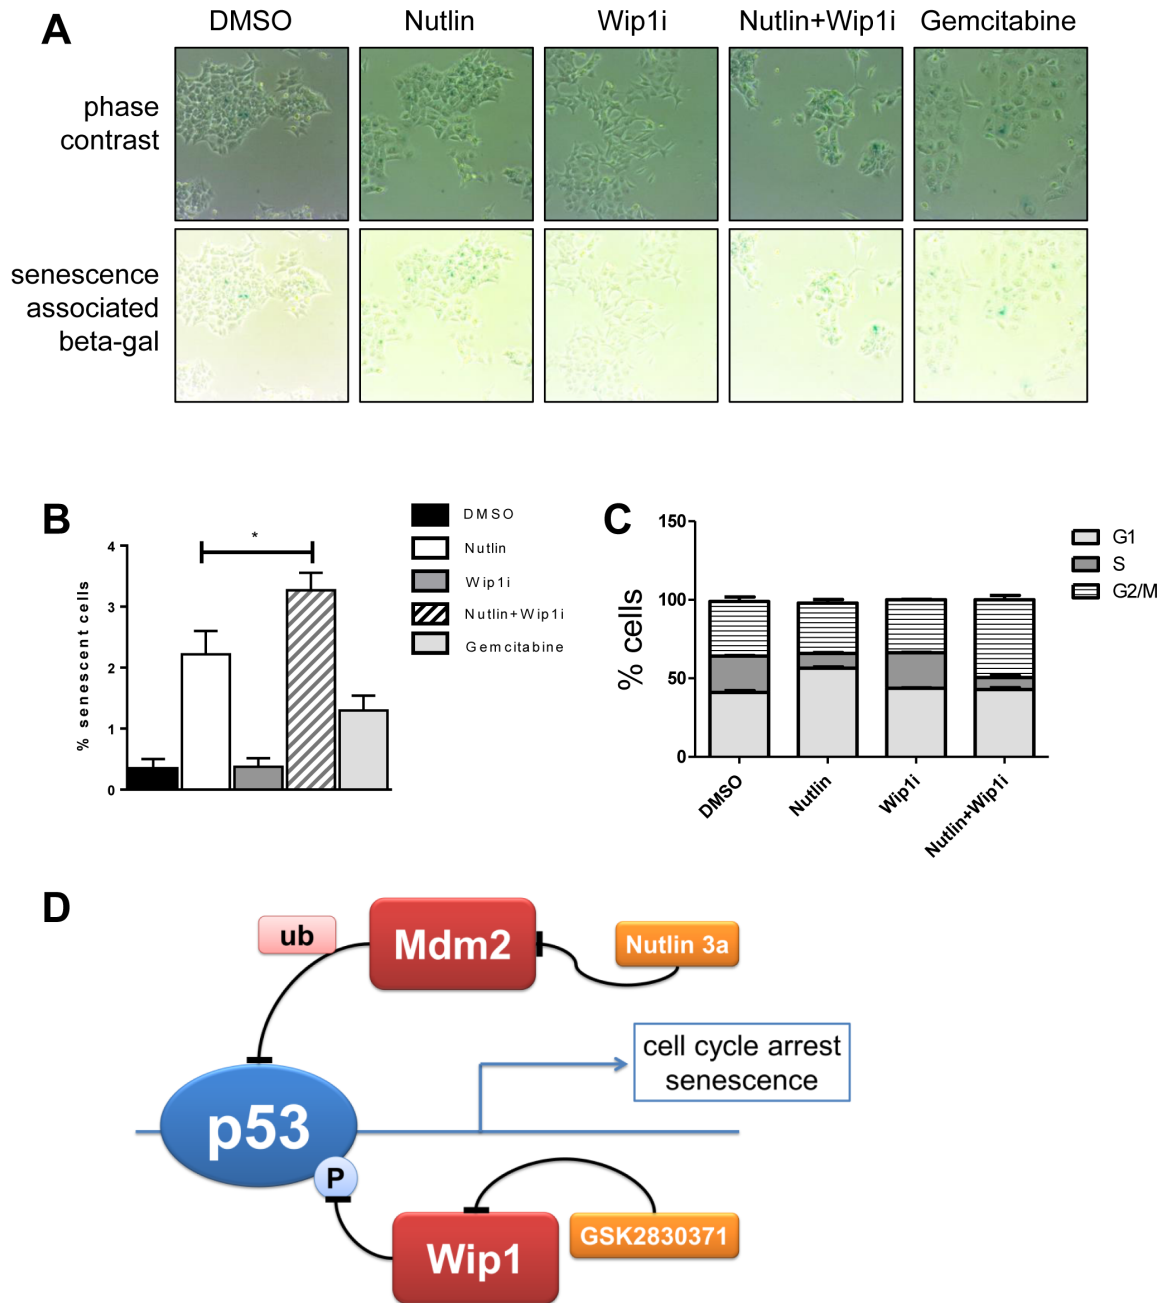 A
DMSO
Nutlin
Wip1i
Nutlin+Wip1i
Gemcitabine
phase
contrast
senescence
associated
beta-gal
B
% senescent cells
4
3
2
1
0
*
DMSO
Nutlin
Wip1i
Nutlin+Wip1i
Gemcitabine
C
% cells
150
100
50
0
DMSO
Nutlin
Wip1i
Nutlin+Wip1i
G1
S
G2/M
D
ub
Mdm2
Nutlin 3a
cell cycle arrest
senescence
p53
P
Wip1
GSK2830371